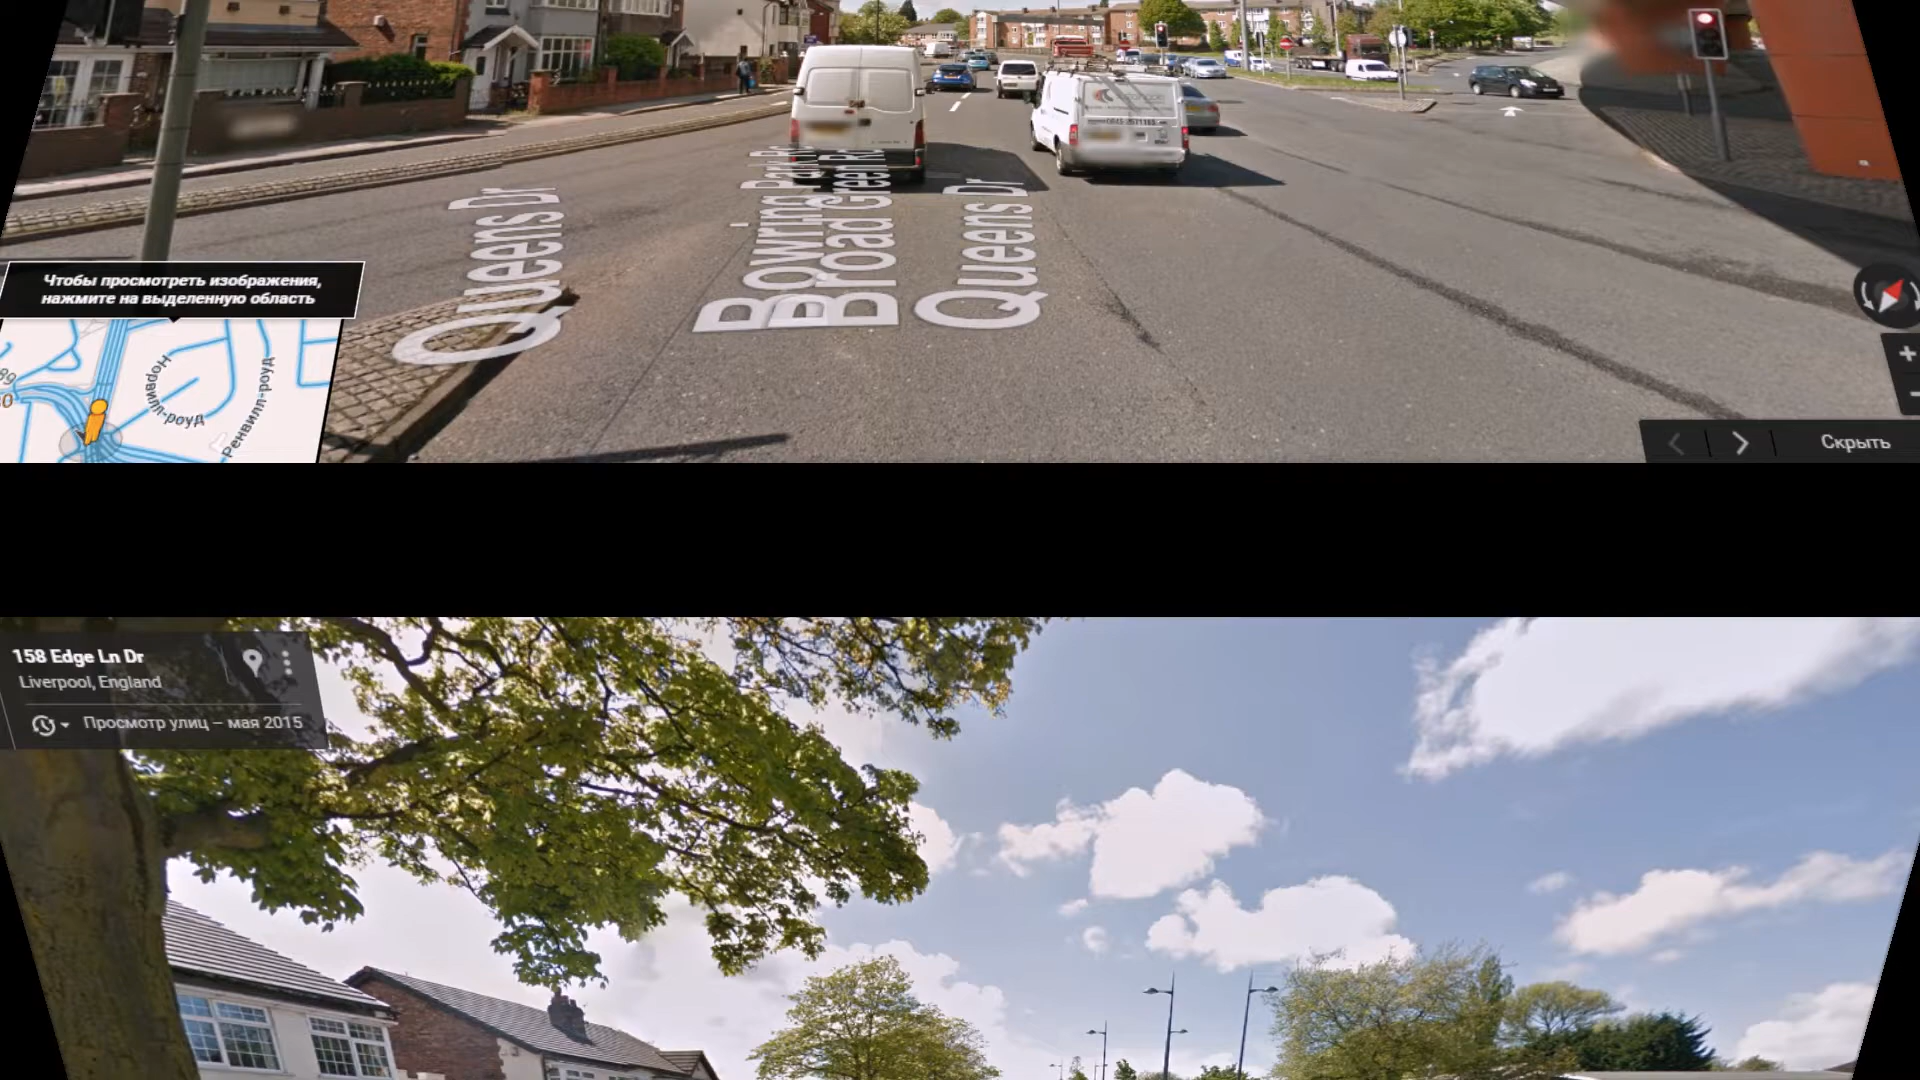 Queens Dr
Bowring Park Rd
Broad Green Rd
Queens Dr
Чтобы просмотреть изображения,
нажмите на выделенную область
Норвилл-роуд
Ренвилл-роуд
Скрыть
158 Edge Ln Dr
Liverpool, England
Просмотр улиц – мая 2015